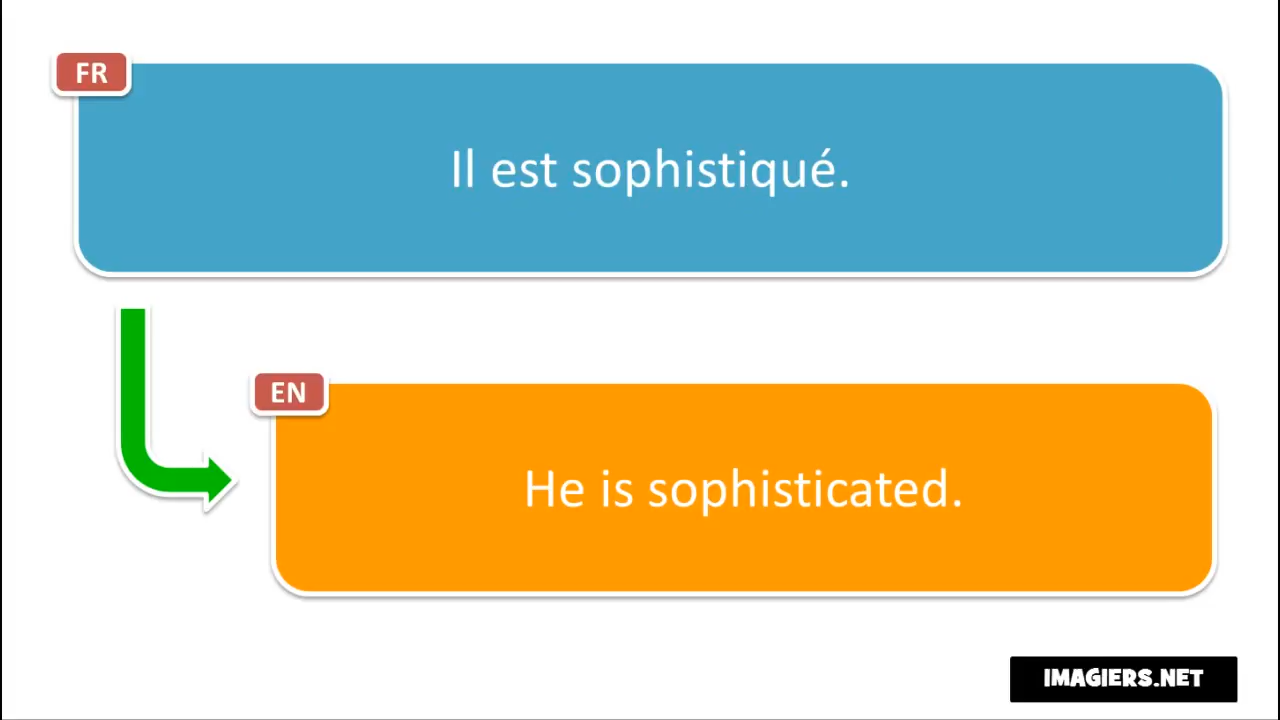 FR
Il est sophistiqué.
EN
He is sophisticated.
IMAGIERS.NET